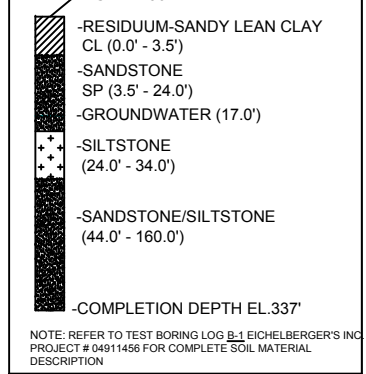 -RESIDUUM-SANDY LEAN CLAY
CL (0.0' - 3.5')
-SANDSTONE
SP (3.5' - 24.0')
-GROUNDWATER (17.0')
-SILTSTONE
(24.0' - 34.0')
-SANDSTONE/SILTSTONE
(44.0' - 160.0')
-COMPLETION DEPTH EL.337'
NOTE: REFER TO TEST BORING LOG B-1 EICHELBERGER'S INC.
PROJECT # 04911456 FOR COMPLETE SOIL MATERIAL
DESCRIPTION